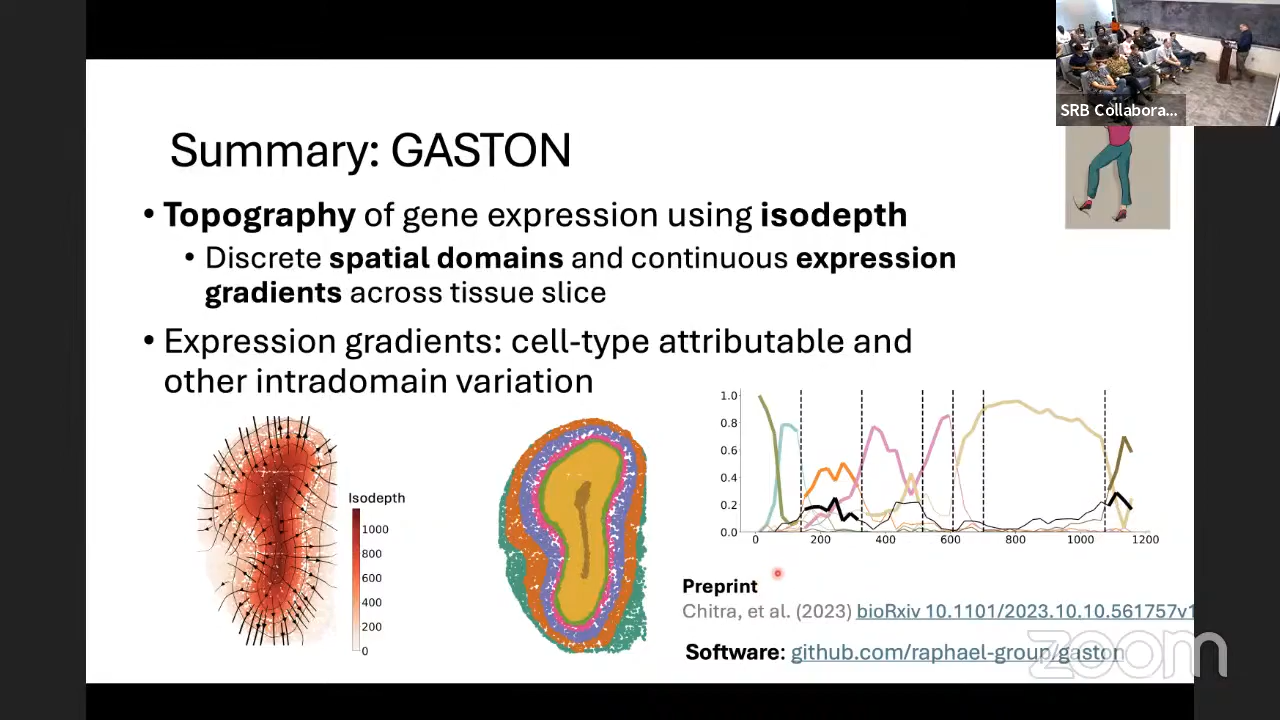 SRB Collabora...
Summary: GASTON
• Topography of gene expression using isodepth
• Discrete spatial domains and continuous expression
gradients across tissue slice
• Expression gradients: cell-type attributable and
other intradomain variation
Isodepth
1000
800
600
400
200
0
1.0
0.8
0.6
0.4
0.2
0.0
0 200 400 600 800 1000 1200
Preprint
Chitra, et al. (2023) bioRxiv 10.1101/2023.10.10.561757v1
Software: github.com/raphael-group/gaston
zoom